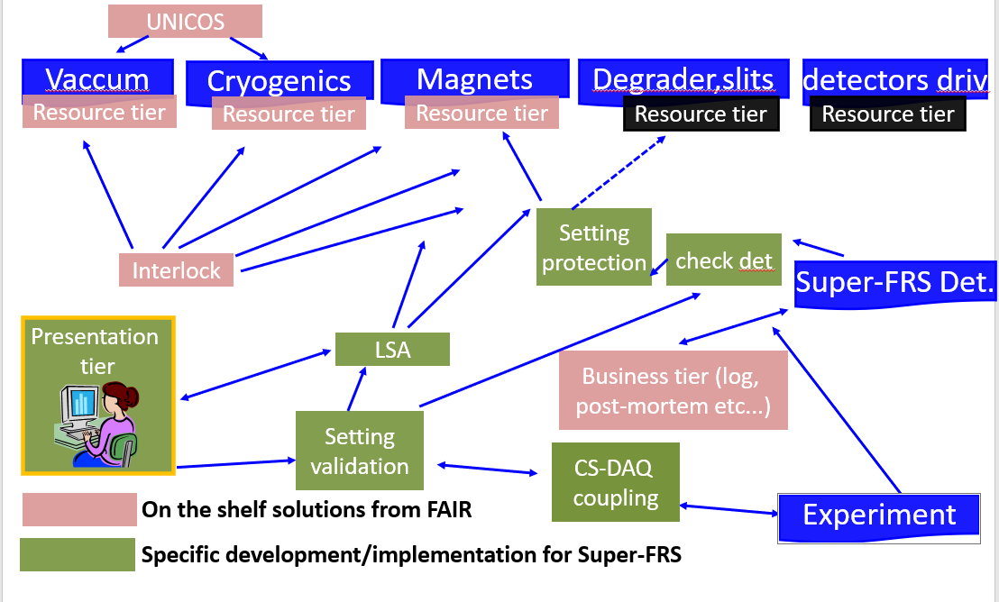 UNICOS
Vaccum
Cryogenics
Magnets
Degrader,slits
detectors driv
Resource tier
Resource tier
Resource tier
Resource tier
Resource tier
Setting
protection
check det
Interlock
Super-FRS Det.
Presentation
tier
LSA
Business tier (log,
post-mortem etc...)
Setting
validation
CS-DAQ
coupling
Experiment
On the shelf solutions from FAIR
Specific development/implementation for Super-FRS